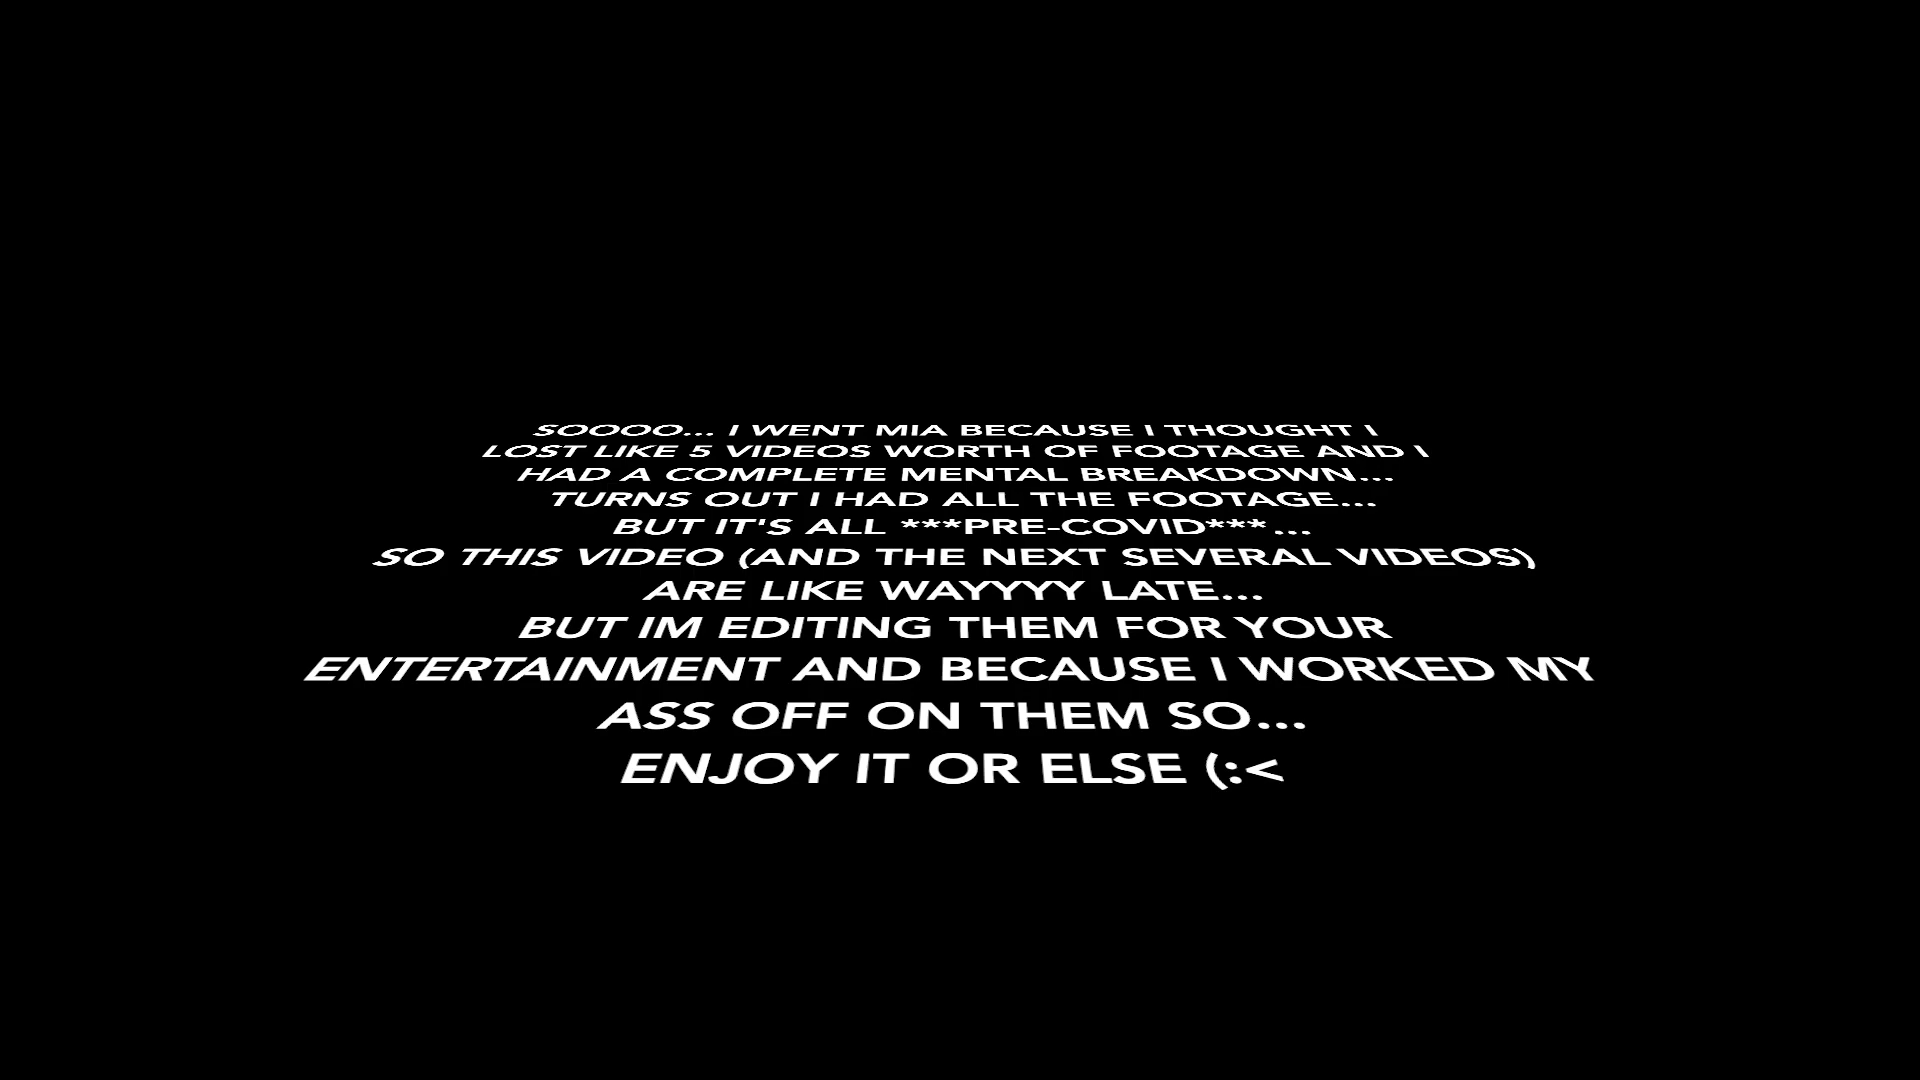 SOOOO... I WENT MIA BECAUSE I THOUGHT I
LOST LIKE 5 VIDEOS WORTH OF FOOTAGE AND I
HAD A COMPLETE MENTAL BREAKDOWN...
TURNS OUT I HAD ALL THE FOOTAGE...
BUT IT'S ALL ***PRE-COVID***...
SO THIS VIDEO (AND THE NEXT SEVERAL VIDEOS)
ARE LIKE WAYYYY LATE...
BUT IM EDITING THEM FOR YOUR
ENTERTAINMENT AND BECAUSE I WORKED MY
ASS OFF ON THEM SO...
ENJOY IT OR ELSE (:<